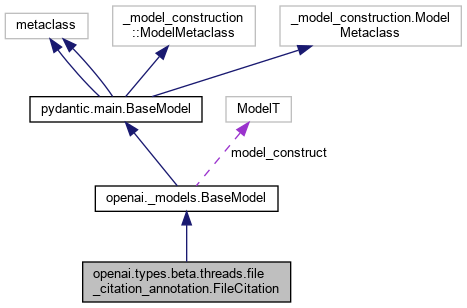 metaclass
_model_construction
::ModelMetaclass
_model_construction.Model
Metaclass
pydantic.main.BaseModel
ModelT
model_construct
openai._models.BaseModel
openai.types.beta.threads.file
_citation_annotation.FileCitation